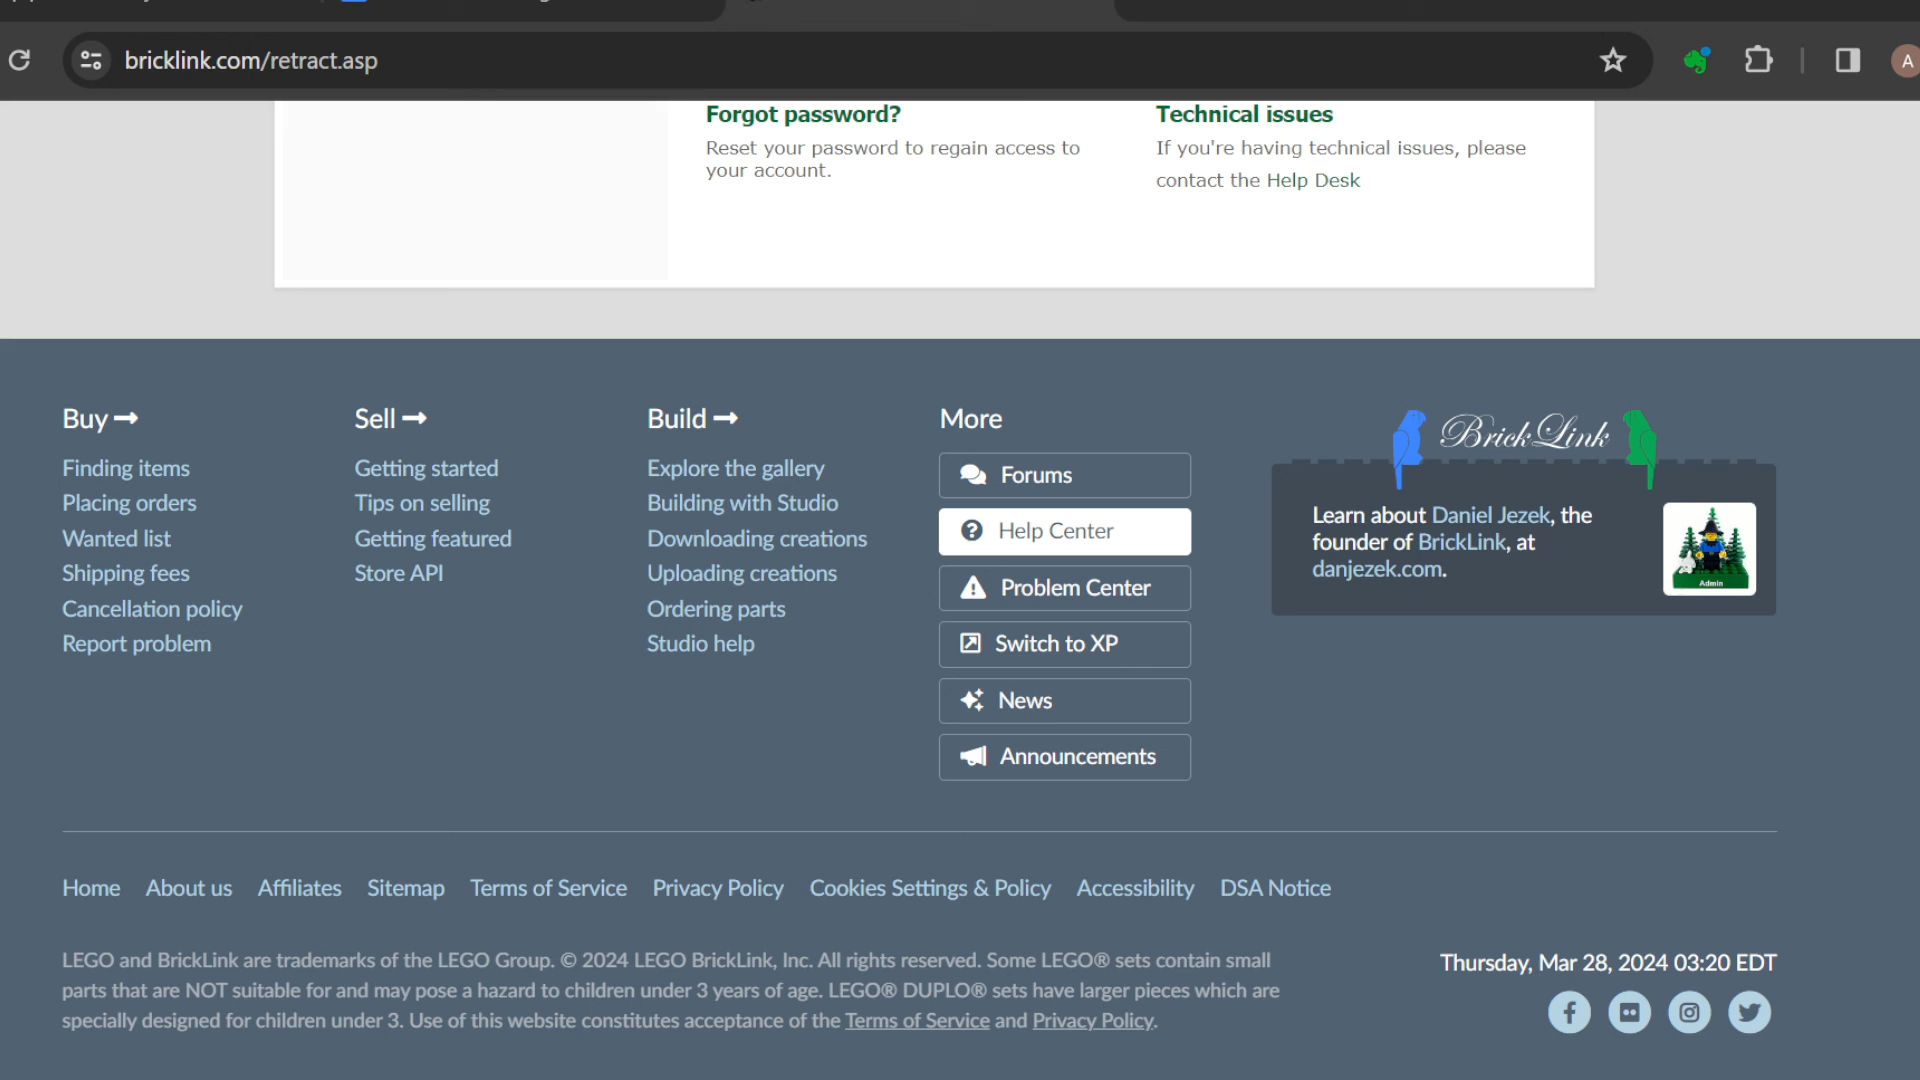 bricklink.com/retract.asp
A
Forgot password?
Reset your password to regain access to
your account.
Technical issues
If you're having technical issues, please
contact the Help Desk
Buy
Finding items
Placing orders
Wanted list
Shipping fees
Cancellation policy
Report problem
Sell
Getting started
Tips on selling
Getting featured
Store API
Build
Explore the gallery
Building with Studio
Downloading creations
Uploading creations
Ordering parts
Studio help
More
Forums
Help Center
Problem Center
Switch to XP
News
Announcements
BrickLink
Learn about Daniel Jezek, the
founder of BrickLink, at
danjezek.com.
Admin
Home About us Affiliates Sitemap Terms of Service Privacy Policy Cookies Settings & Policy Accessibility DSA Notice
LEGO and BrickLink are trademarks of the LEGO Group. © 2024 LEGO BrickLink, Inc. All rights reserved. Some LEGO® sets contain small
parts that are NOT suitable for and may pose a hazard to children under 3 years of age. LEGO® DUPLO® sets have larger pieces which are
specially designed for children under 3. Use of this website constitutes acceptance of the Terms of Service and Privacy Policy.
Thursday, Mar 28, 2024 03:20 EDT